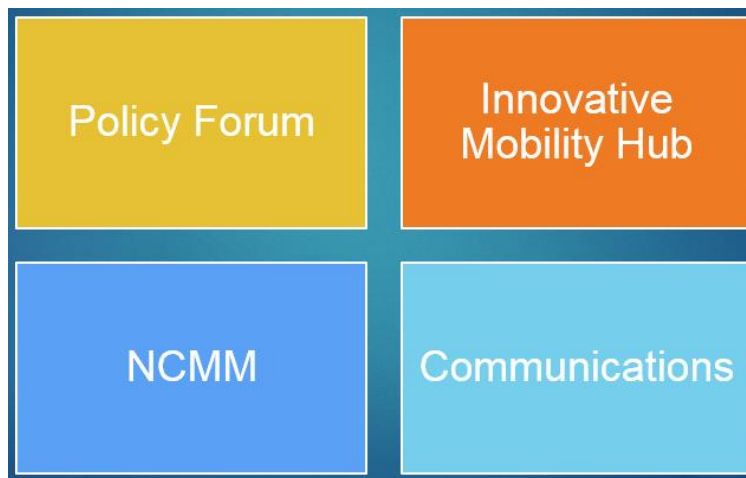 Policy Forum
Innovative
Mobility Hub
NCMM
Communications